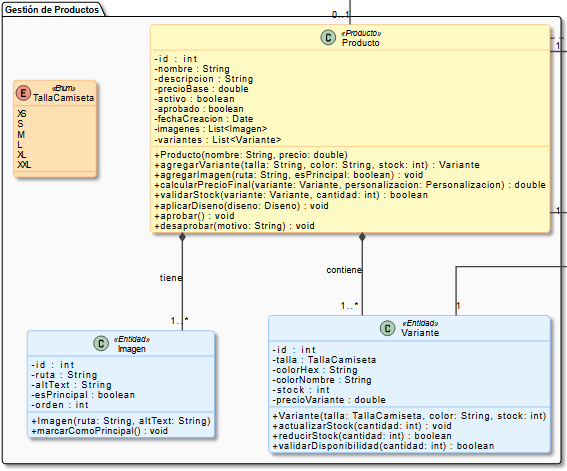 Gestión de Productos
0..1
C
«Producto»
Producto
-id : int
-nombre : String
-descripcion : String
-precioBase : double
-activo : boolean
-aprobado : boolean
-fechaCreacion : Date
-imagenes : List<Imagen>
-variantes : List<Variante>
+Producto(nombre: String, precio: double)
+agregarVariante(talla: String, color: String, stock: int) : Variante
+agregarImagen(ruta: String, esPrincipal: boolean) : void
+calcularPrecioFinal(variante: Variante, personalizacion: Personalizacion) : double
+validarStock(variante: Variante, cantidad: int) : boolean
+aplicarDiseno(diseno: Diseno) : void
+aprobar() : void
+desaprobar(motivo: String) : void
1
1
E
«Enum»
TallaCamiseta
XS
S
M
L
XL
XXL
tiene
contiene
1..*
1..*
1
C
«Entidad»
Imagen
-id : int
-ruta : String
-altText : String
-esPrincipal : boolean
-orden : int
+Imagen(ruta: String, altText: String)
+marcarComoPrincipal() : void
C
«Entidad»
Variante
-id : int
-talla : TallaCamiseta
-colorHex : String
-colorNombre : String
-stock : int
-precioVariante : double
+Variante(talla: TallaCamiseta, color: String, stock: int)
+actualizarStock(cantidad: int) : void
+reducirStock(cantidad: int) : boolean
+validarDisponibilidad(cantidad: int) : boolean